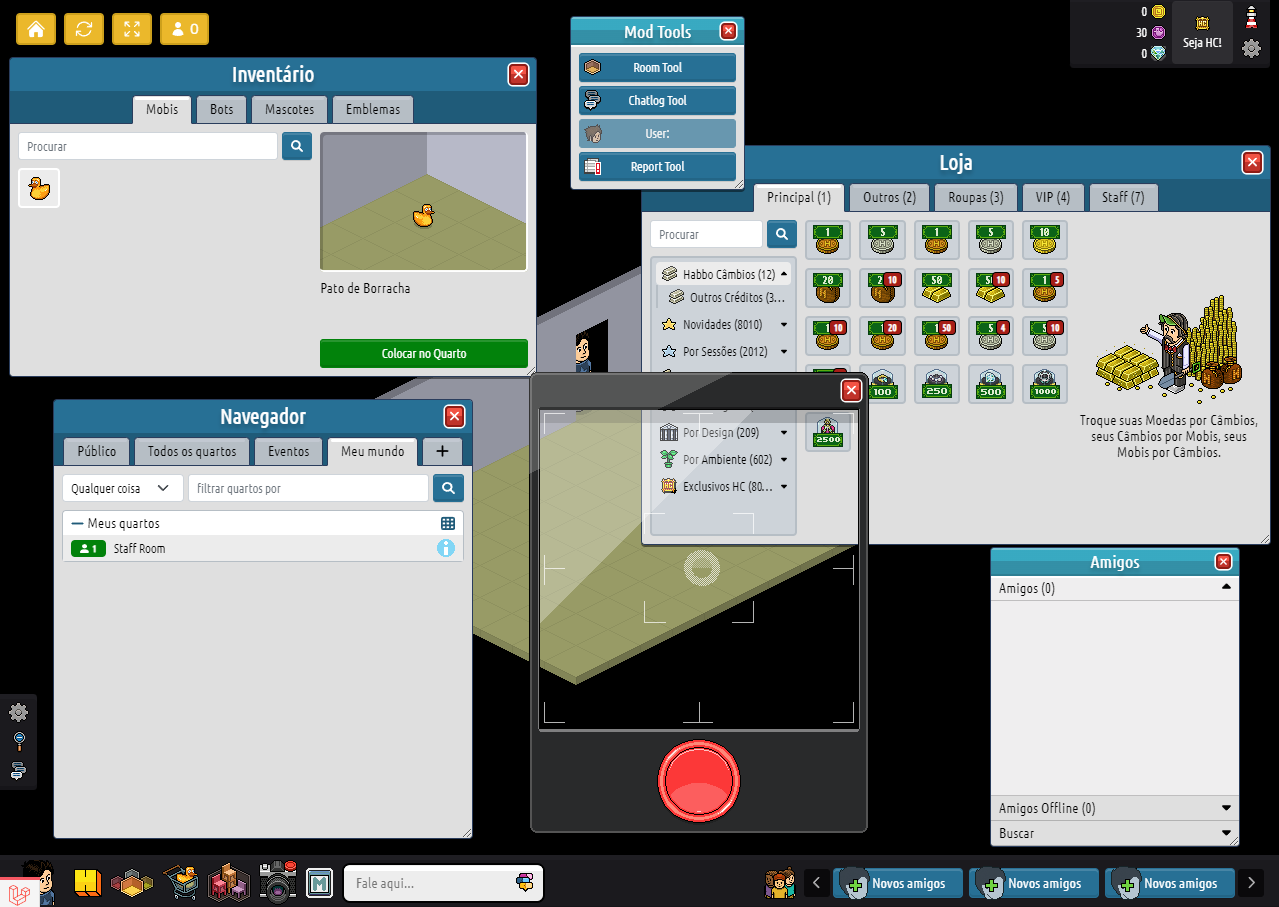 0
Mod Tools
0
30
0
Seja HC!
Inventário
Mobis
Bots
Mascotes
Emblemas
Procurar
Pato de Borracha
Colocar no Quarto
Room Tool
Chatlog Tool
User:
Report Tool
Loja
Principal (1)
Outros (2)
Roupas (3)
VIP (4)
Staff (7)
Procurar
Habbo Câmbios (12)
Outros Créditos (3...
Novidades (8010)
Por Sessões (2012)
Por Design (209)
Por Ambiente (602)
Exclusivos HC (80...
1
5
1
5
10
20
2 10
50
5 10
1 5
1 10
1 20
1 50
5 4
5 10
100
250
500
1000
2500
Troque suas Moedas por Câmbios,
seus Câmbios por Mobis, seus
Mobis por Câmbios.
Navegador
Público
Todos os quartos
Eventos
Meu mundo
+
Qualquer coisa
filtrar quartos por
Meus quartos
1
Staff Room
Amigos
Amigos (0)
Amigos Offline (0)
Buscar
M
Fale aqui...
Novos amigos
Novos amigos
Novos amigos